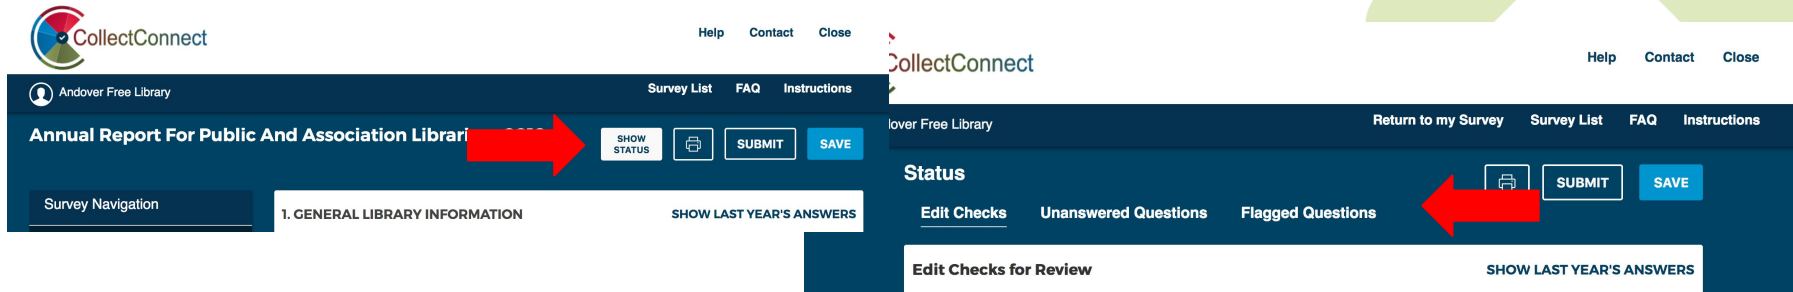 CollectConnect
Help Contact Close
Andover Free Library
Survey List FAQ Instructions
Annual Report For Public And Association
SHOW STATUS
SUBMIT
SAVE
Survey Navigation
1. GENERAL LIBRARY INFORMATION
SHOW LAST YEAR'S ANSWERS
CollectConnect
Help Contact Close
Free Library
Return to my Survey Survey List FAQ Instructions
Status
SUBMIT
SAVE
Edit Checks Unanswered Questions Flagged Questions
Edit Checks for Review
SHOW LAST YEAR'S ANSWERS